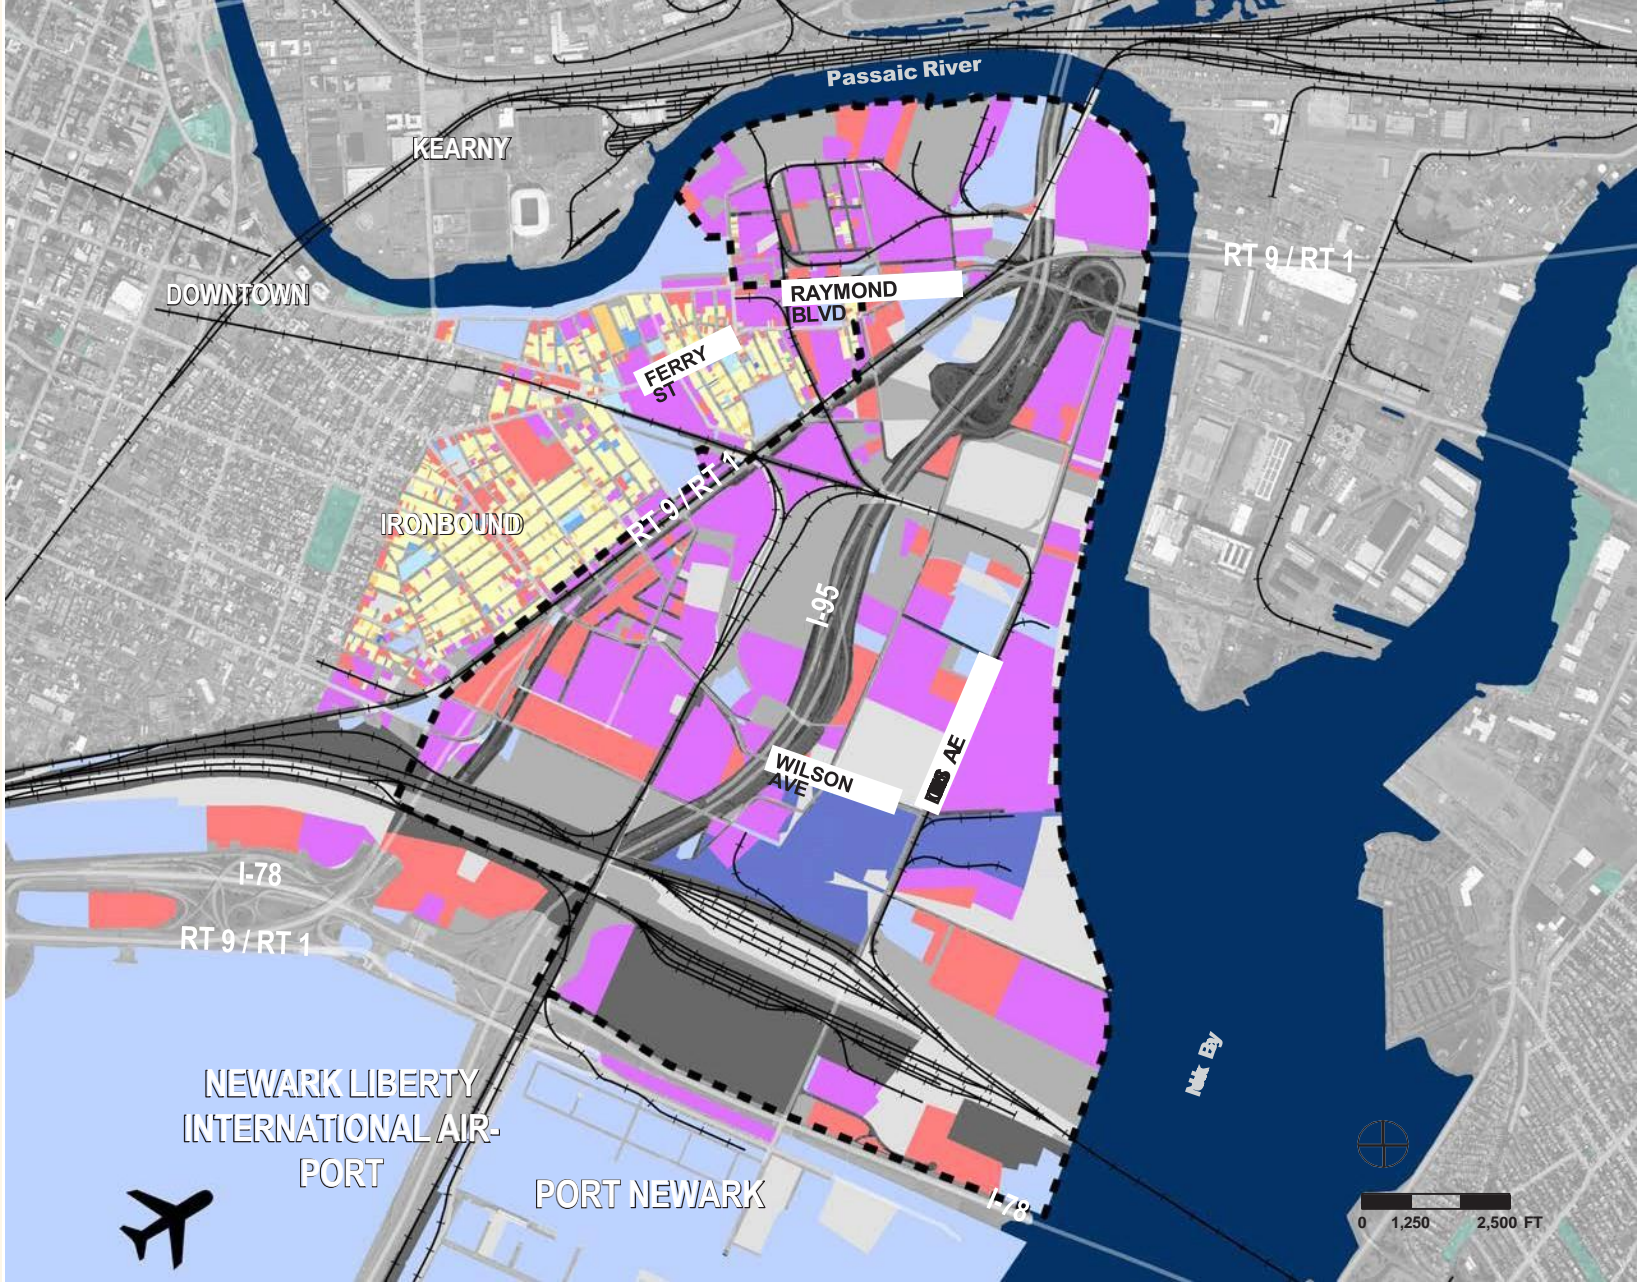 Passaic River
KEARNY
RT 9 / RT 1
DOWNTOWN
RAYMOND
BLVD
FERRY
ST
RT 9 / RT 1
IRONBOUND
I-95
WILSON
AVE
I-78
RT 9 / RT 1
NEWARK LIBERTY
INTERNATIONAL AIR-
PORT
PORT NEWARK
I-78
0 1,250 2,500 FT